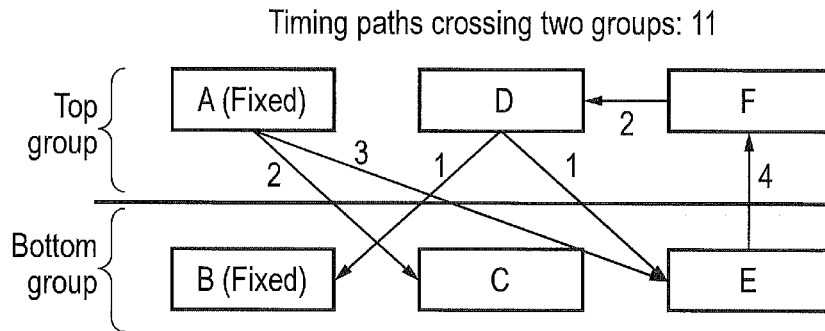 Timing paths crossing two groups: 11
Top
group
A (Fixed)
D
F
2
2
3
1
1
4
Bottom
group
B (Fixed)
C
E